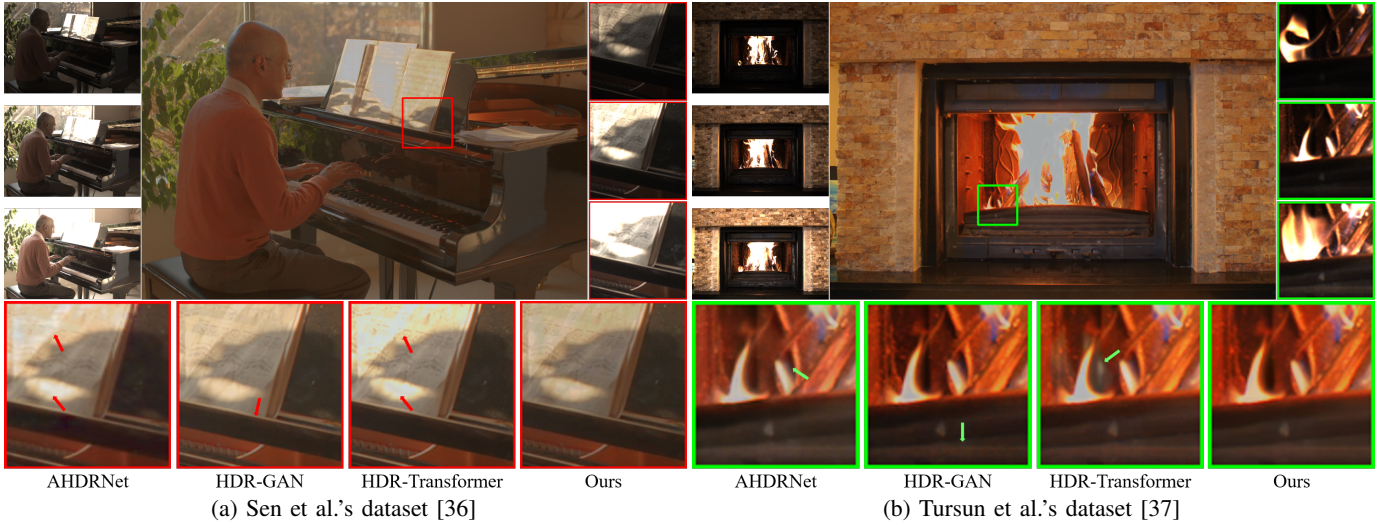 AHDRNet HDR-GAN HDR-Transformer Ours AHDRNet HDR-GAN HDR-Transformer Ours
(a) Sen et al.'s dataset [36] (b) Tursun et al.'s dataset [37]